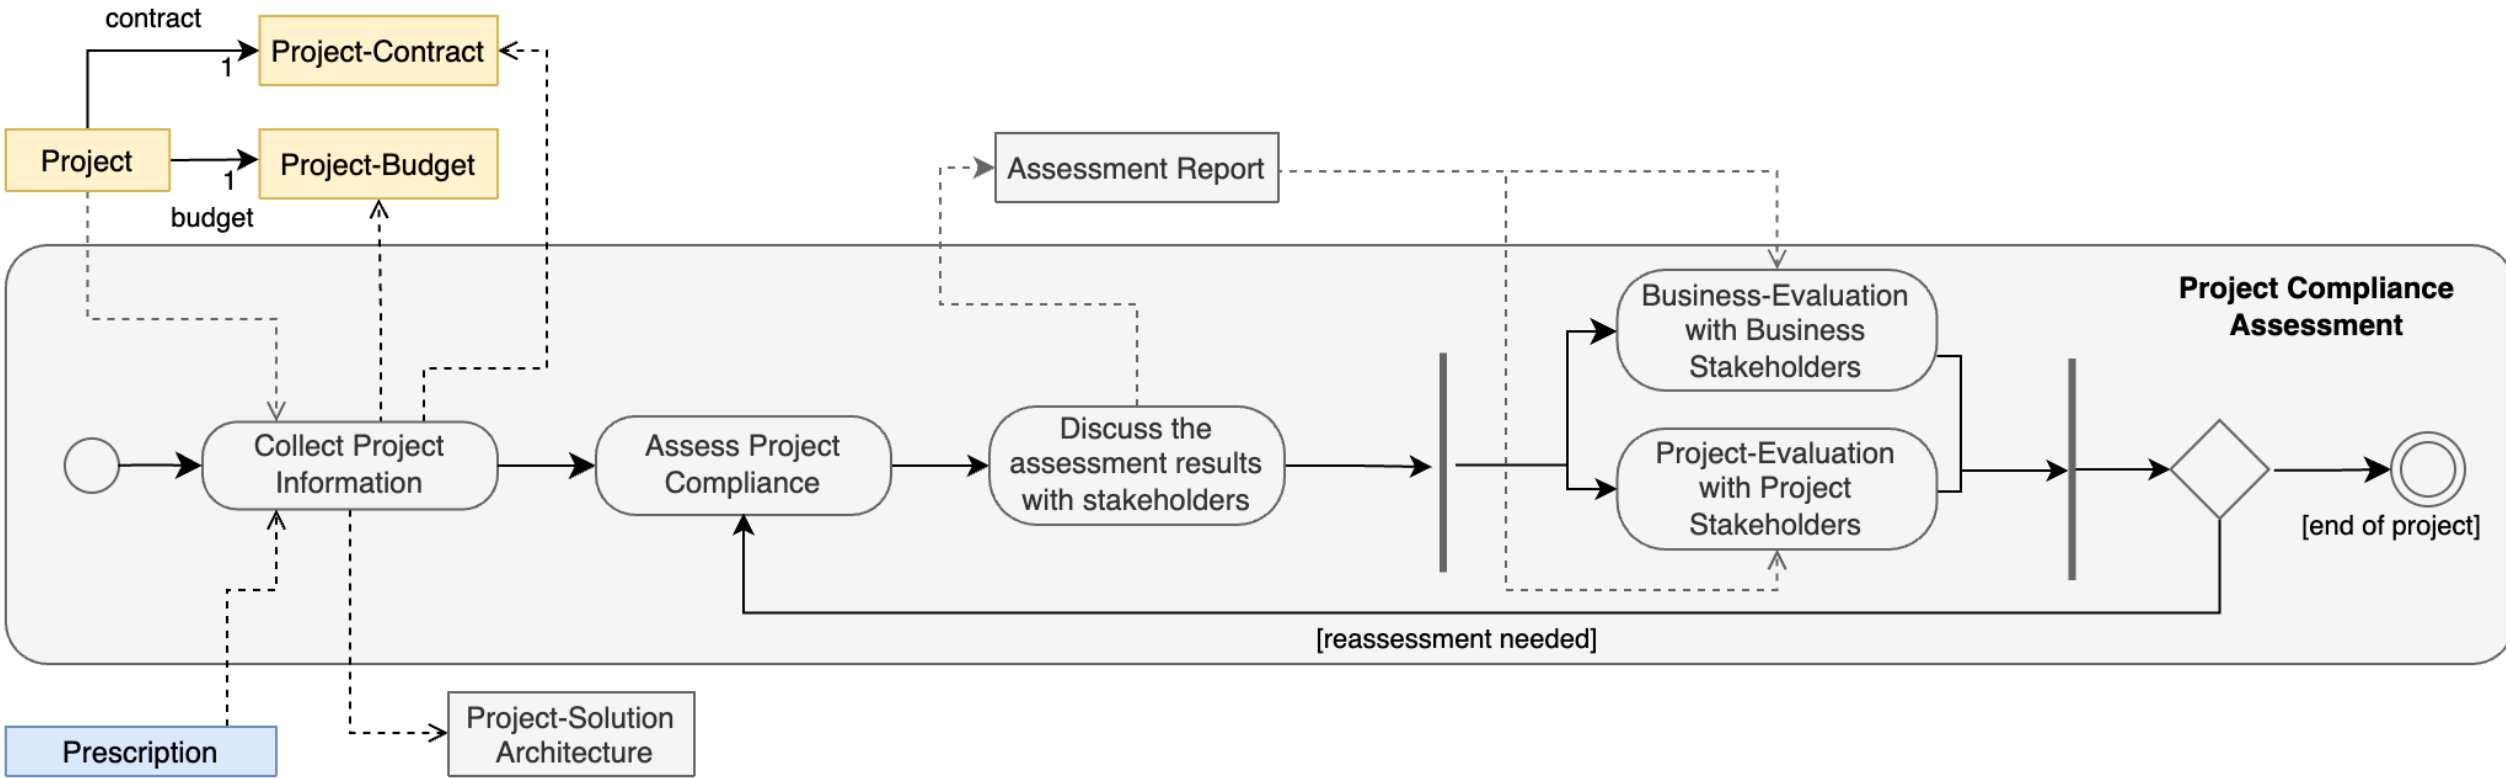 contract
Project-Contract
1
Project
Project-Budget
1
budget
Assessment Report
Project Compliance
Assessment
Business-Evaluation
with Business
Stakeholders
Collect Project
Information
Assess Project
Compliance
Discuss the
assessment results
with stakeholders
Project-Evaluation
with Project
Stakeholders
[end of project]
[reassessment needed]
Project-Solution
Architecture
Prescription